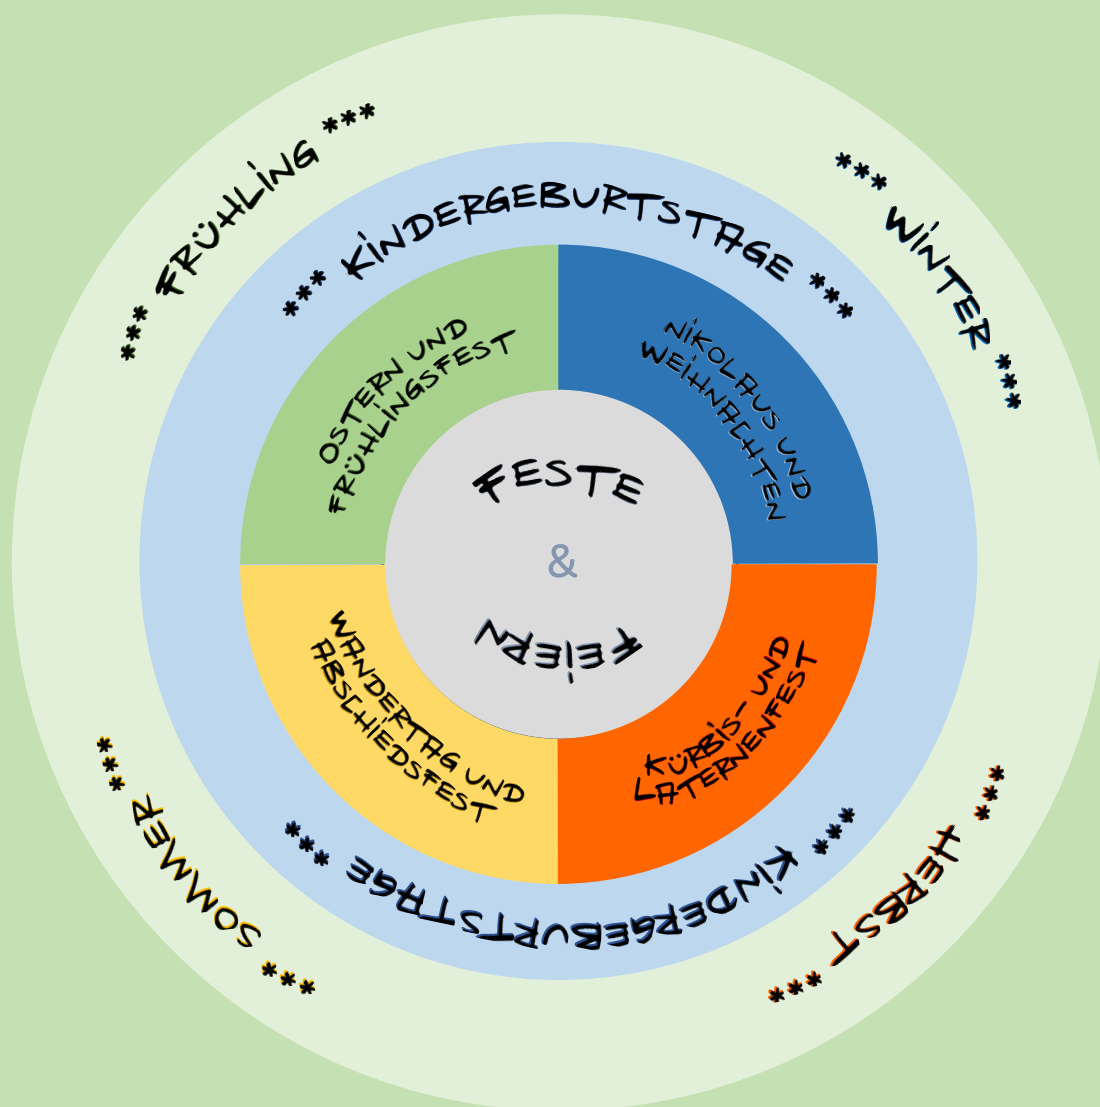 *** FRÜHLING ***
*** WINTER ***
*** KINDERGEBURTSTAGE ***
OSTERN UND
FRÜHLINGSFEST
NIKOLAUS UND
WEIHNACHTEN
FESTE
&
FEIERN
WANDERTAG UND
ABSCHIEDSFEST
KÜRBIS- UND
LATERNENFEST
*** KINDERGEBURTSTAGE ***
*** SOMMER ***
*** HERBST ***